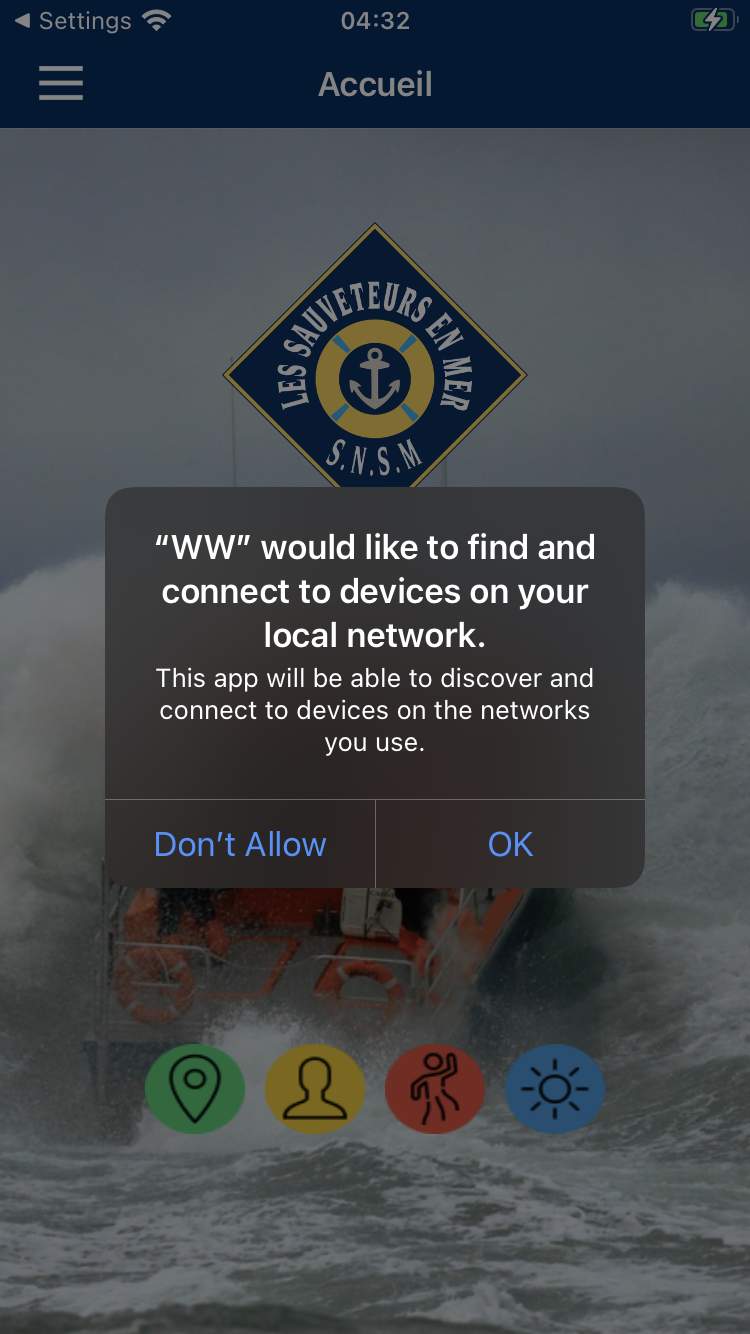 Settings 04:32
Accueil
LES SAUVETEURS EN MER
S.N.S.M
“WW” would like to find and
connect to devices on your
local network.
This app will be able to discover and
connect to devices on the networks
you use.
Don’t Allow OK